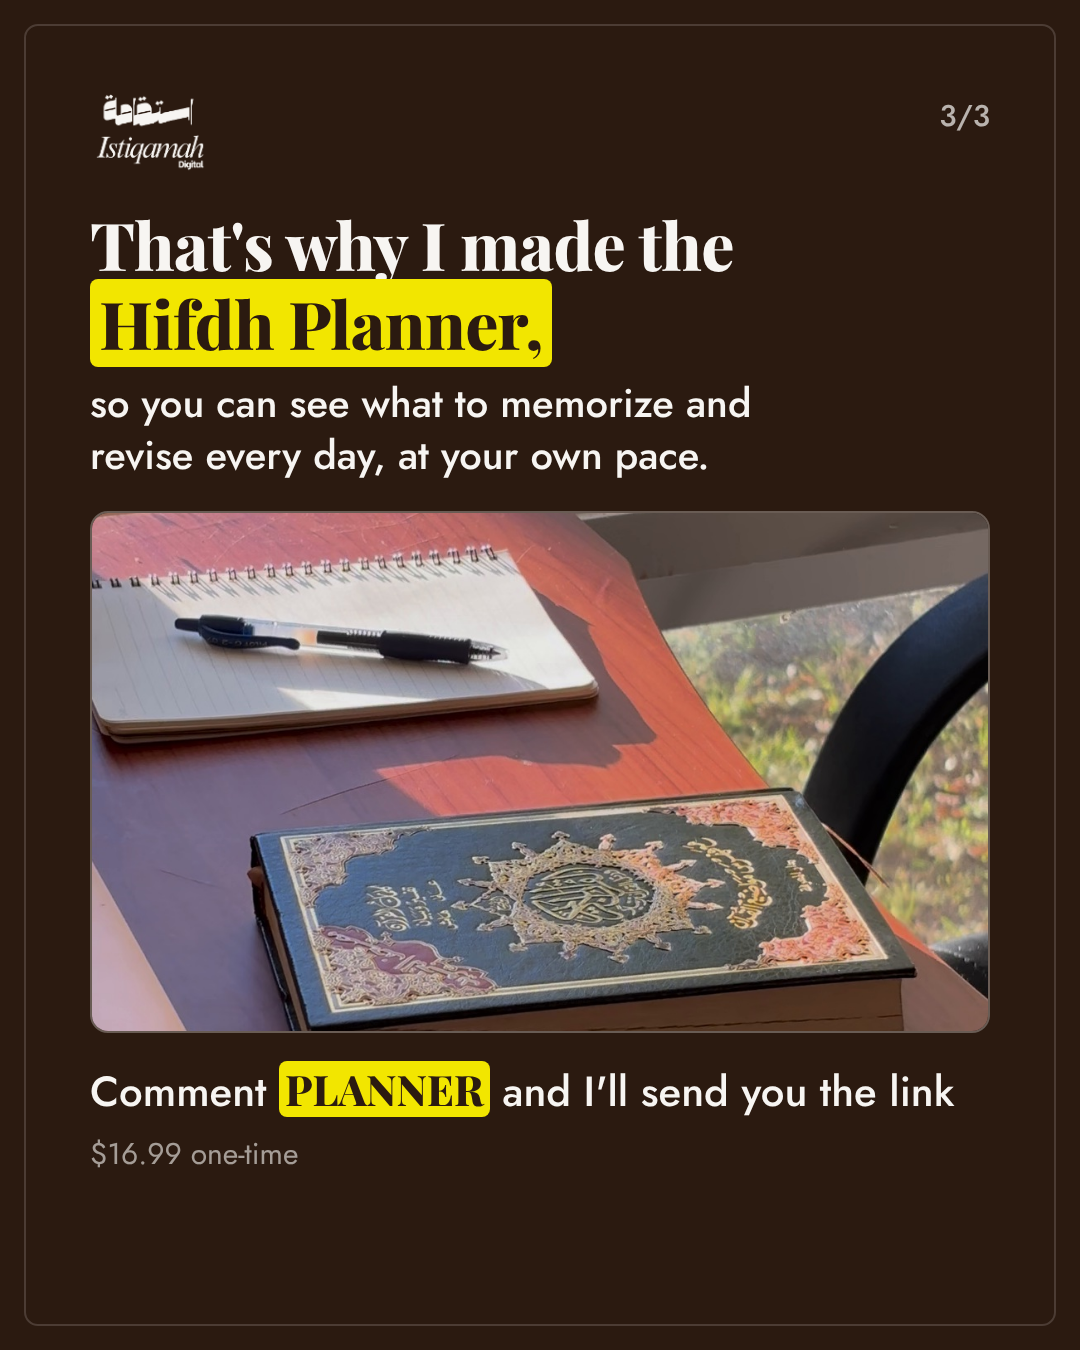 استقامة
Istiqamah
Digital
3/3
That's why I made the
Hifdh Planner,
so you can see what to memorize and
revise every day, at your own pace.
Comment PLANNER and I'll send you the link
$16.99 one-time